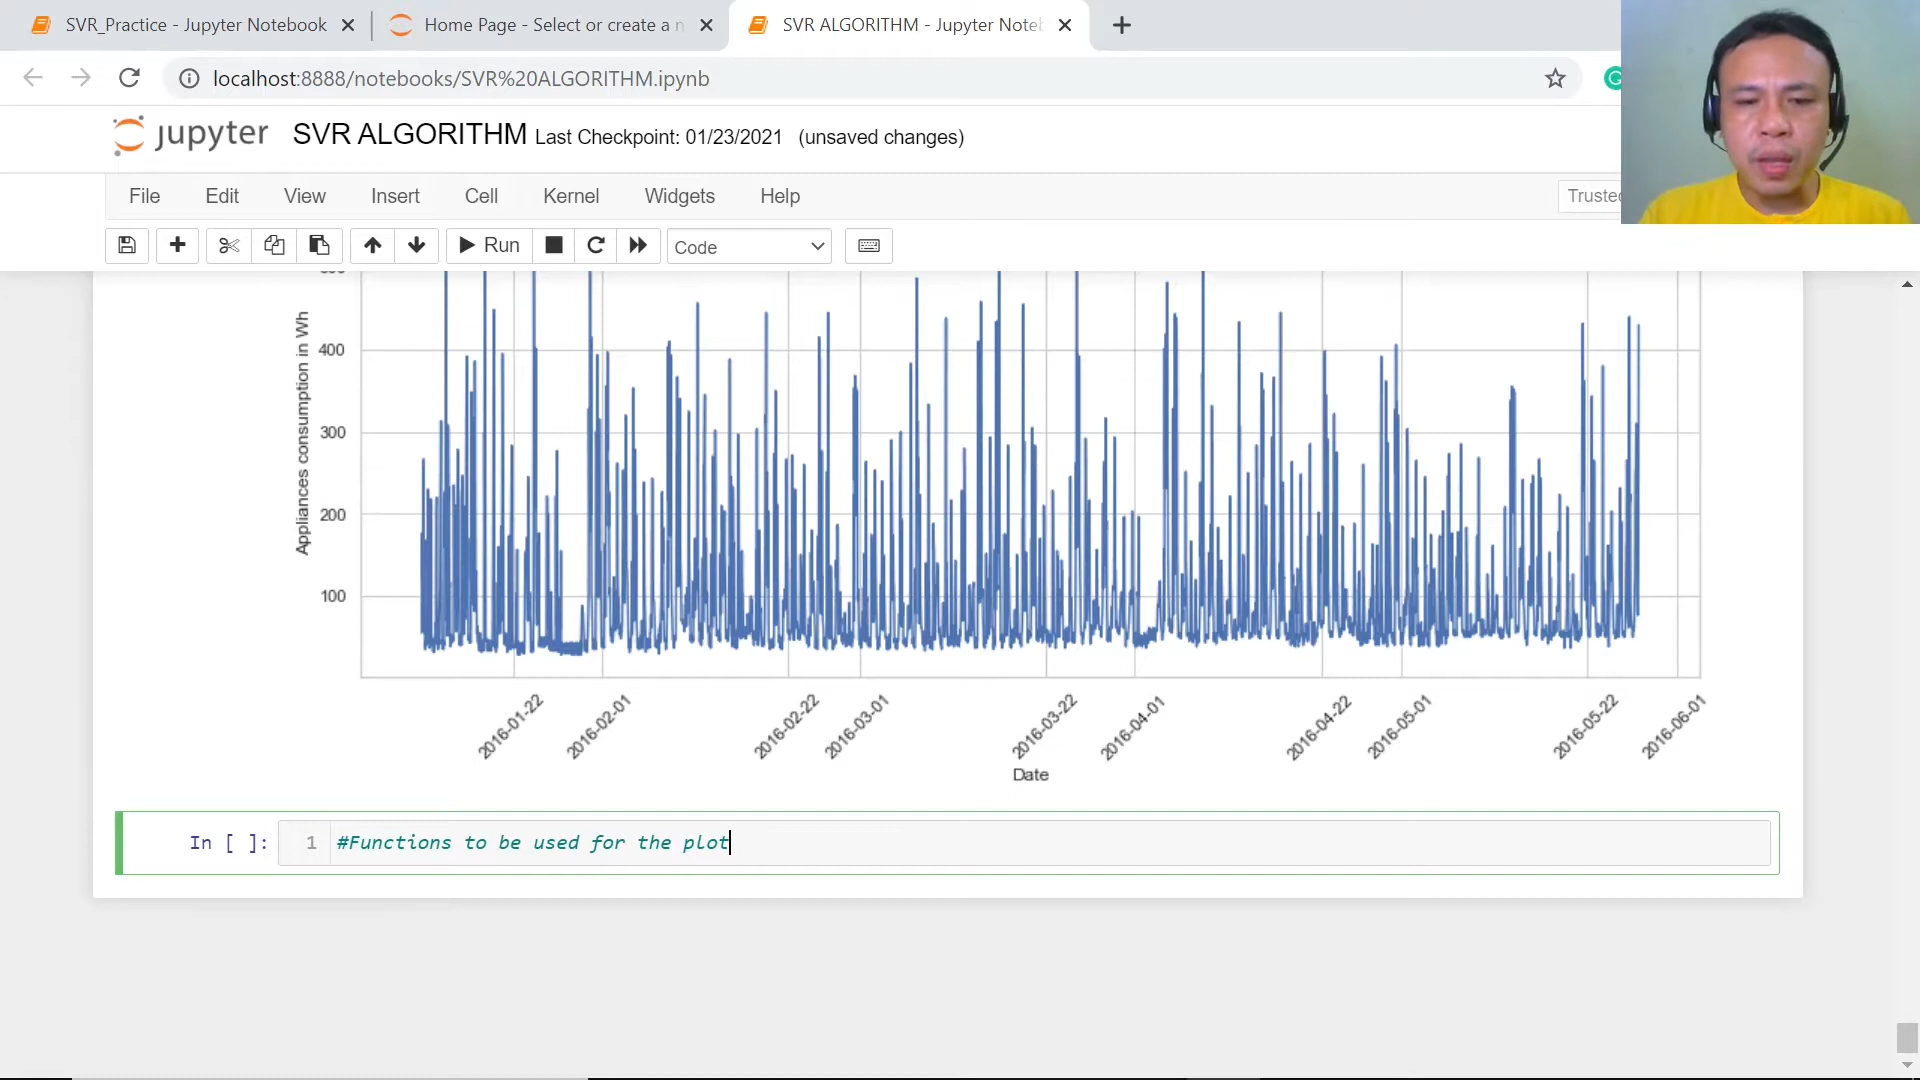 SVR_Practice - Jupyter Notebook
Home Page - Select or create a n
SVR ALGORITHM - Jupyter Note
localhost:8888/notebooks/SVR%20ALGORITHM.ipynb
jupyter SVR ALGORITHM Last Checkpoint: 01/23/2021 (unsaved changes)
File Edit View Insert Cell Kernel Widgets Help Trusted
Run Code
Appliances consumption in Wh
400
300
200
100
2016-01-22 2016-02-01 2016-02-22 2016-03-01 2016-03-22 2016-04-01 2016-04-22 2016-05-01 2016-05-22 2016-06-01
Date
In [ ]: 1 #Functions to be used for the plot